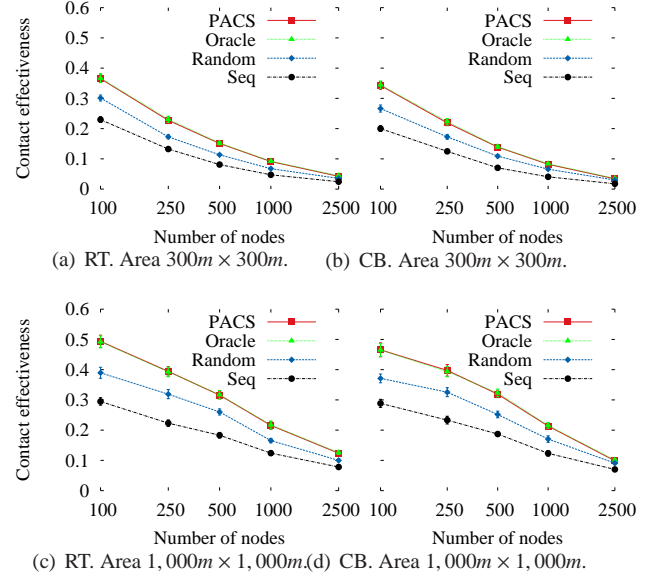 Contact effectiveness
0.6
0.5
0.4
0.3
0.2
0.1
0
PACS
Oracle
Random
Seq
100 250 500 1000 2500
Number of nodes
(a) RT. Area 300m × 300m.
PACS
Oracle
Random
Seq
100 250 500 1000 2500
Number of nodes
(b) CB. Area 300m × 300m.
Contact effectiveness
0.6
0.5
0.4
0.3
0.2
0.1
0
PACS
Oracle
Random
Seq
100 250 500 1000 2500
Number of nodes
(c) RT. Area 1,000m × 1,000m.
PACS
Oracle
Random
Seq
100 250 500 1000 2500
Number of nodes
(d) CB. Area 1,000m × 1,000m.